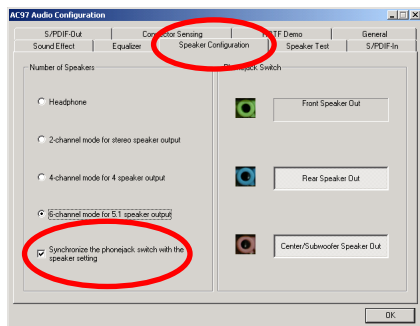 AC97 Audio Configuration
S/PDIF-Out
Connector Sensing
HRTF Demo
General
Sound Effect
Equalizer
Speaker Configuration
Speaker Test
S/PDIF-In
Number of Speakers
Phonejack Switch
Headphone
Front Speaker Out
2-channel mode for stereo speaker output
4-channel mode for 4 speaker output
Rear Speaker Out
6-channel mode for 5.1 speaker output
Synchronize the phonejack switch with the
speaker setting
Center/Subwoofer Speaker Out
OK